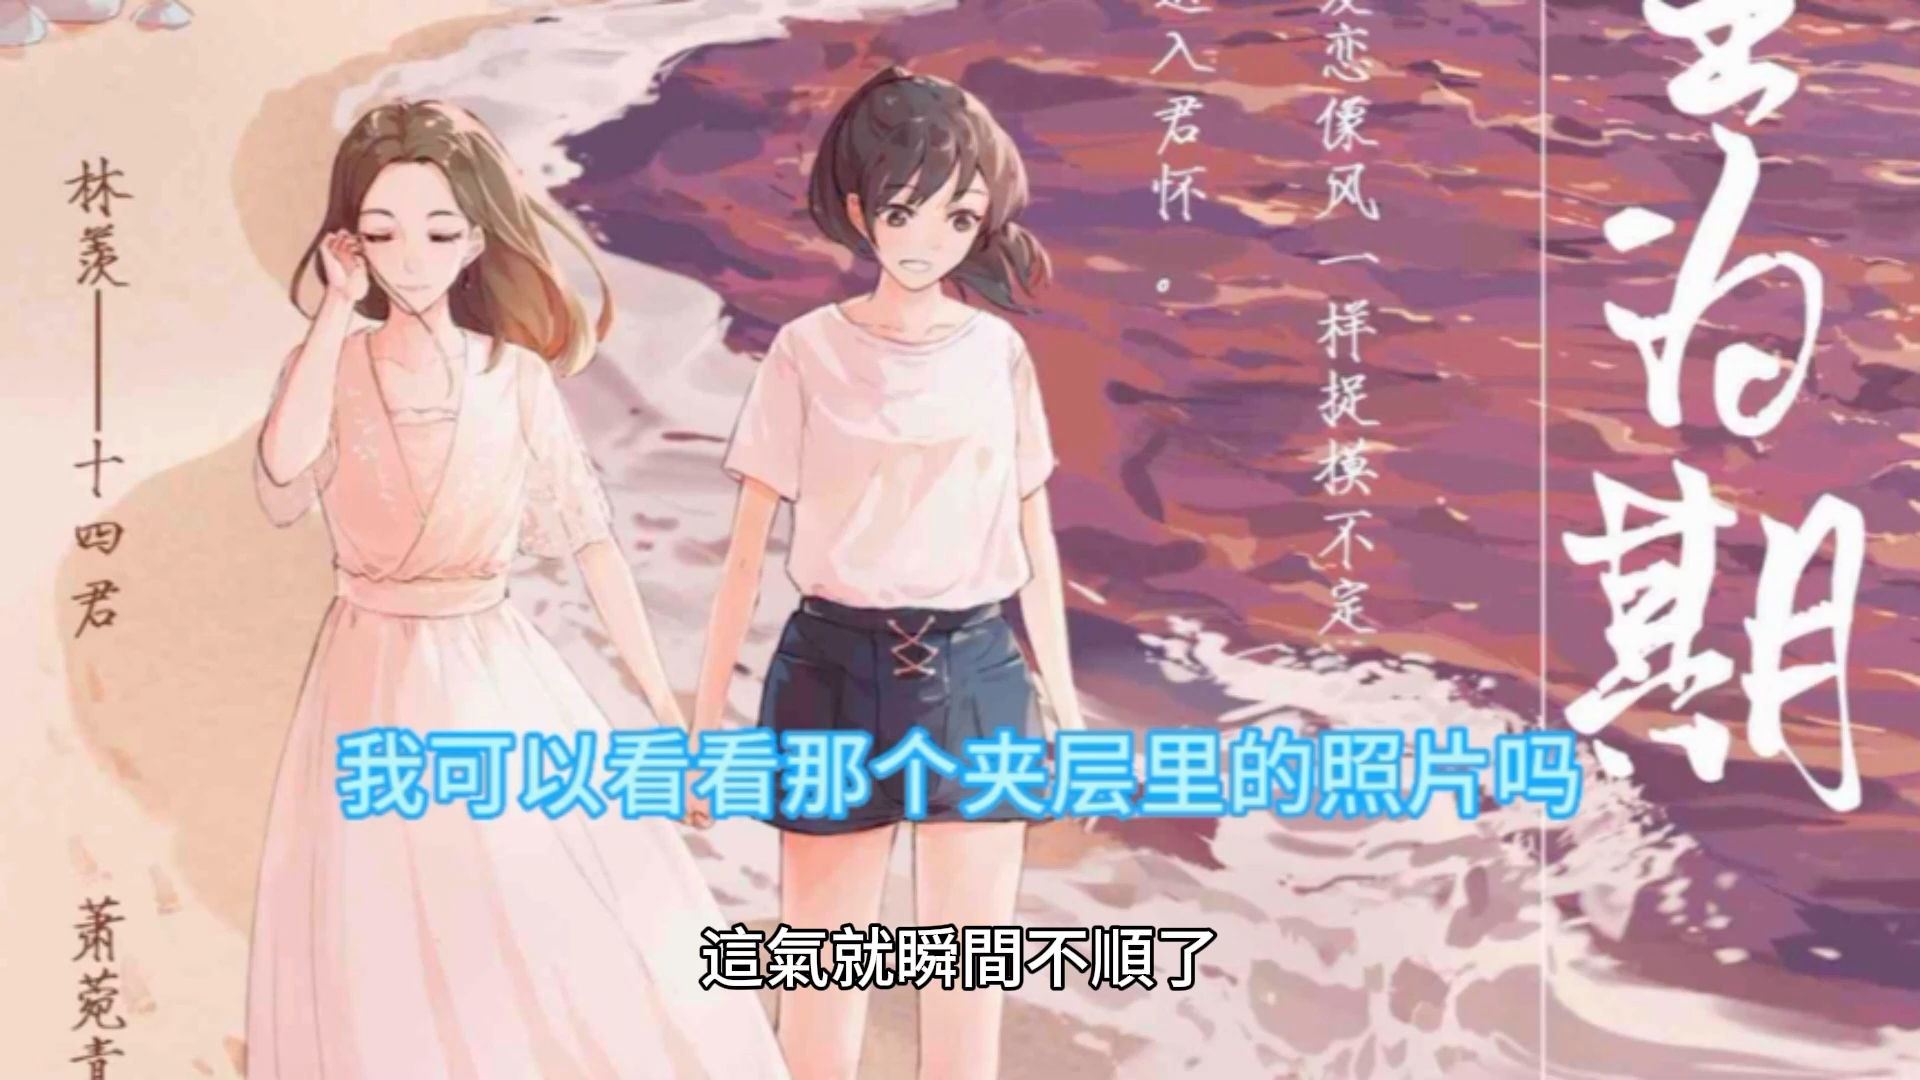 为期
恋像风一样捉摸不定
入君怀。
林羡——十四君
萧菀青
我可以看看那个夹层里的照片吗
這氣就瞬間不順了